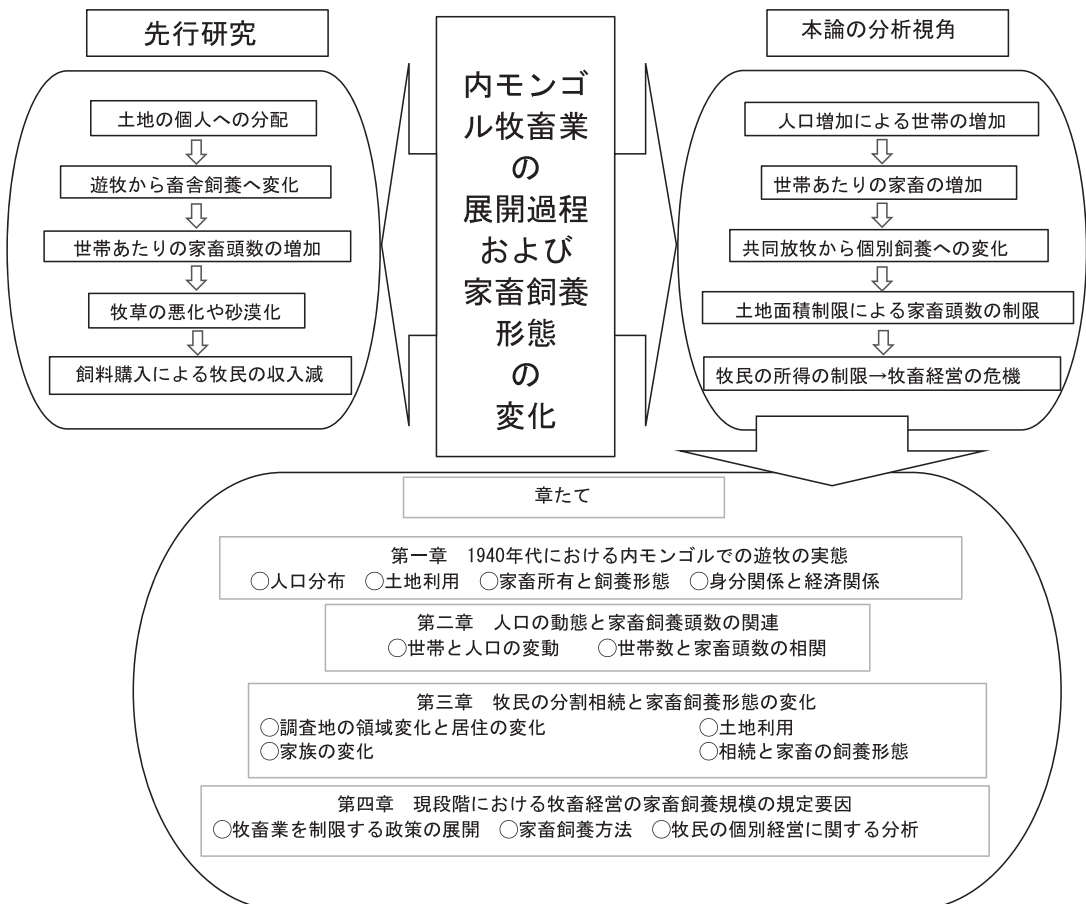 先行研究
土地の個人への分配
遊牧から畜舎飼養へ変化
世帯あたりの家畜頭数の増加
牧草の悪化や砂漠化
飼料購入による牧民の収入減
内モンゴ
ル牧畜業
の
展開過程
および
家畜飼養
形態
の
変化
本論の分析視角
人口増加による世帯の増加
世帯あたりの家畜の増加
共同放牧から個別飼養への変化
土地面積制限による家畜頭数の制限
牧民の所得の制限→牧畜経営の危機
章たて
第一章　1940年代における内モンゴルでの遊牧の実態
○人口分布　○土地利用　○家畜所有と飼養形態　○身分関係と経済関係
第二章　人口の動態と家畜飼養頭数の関連
○世帯と人口の変動　○世帯数と家畜頭数の相関
第三章　牧民の分割相続と家畜飼養形態の変化
○調査地の領域変化と居住の変化　○土地利用
○家族の変化　○相続と家畜の飼養形態
第四章　現段階における牧畜経営の家畜飼養規模の規定要因
○牧畜業を制限する政策の展開　○家畜飼養方法　○牧民の個別経営に関する分析